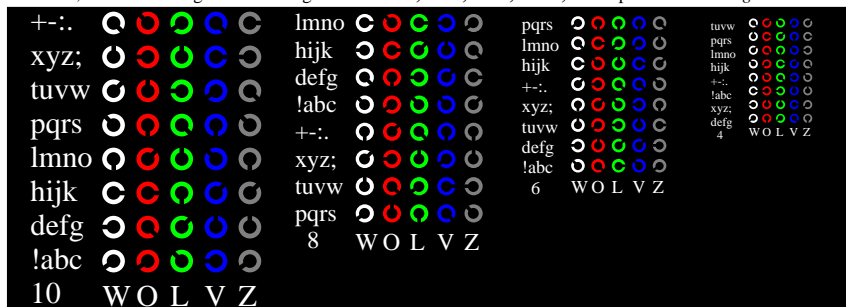 +-:.
xyz;
tuvw
pqrs
lmno
hijk
defg
!abc
10 W O L V Z
lmno
hijk
defg
!abc
+-:.
xyz;
tuvw
pqrs
8 W O L V Z
pqrs
lmno
hijk
+-:.
xyz;
tuvw
defg
!abc
6 W O L V Z
tuvw
pqrs
lmno
hijk
+-:.
!abc
xyz;
defg
4 W O L V Z